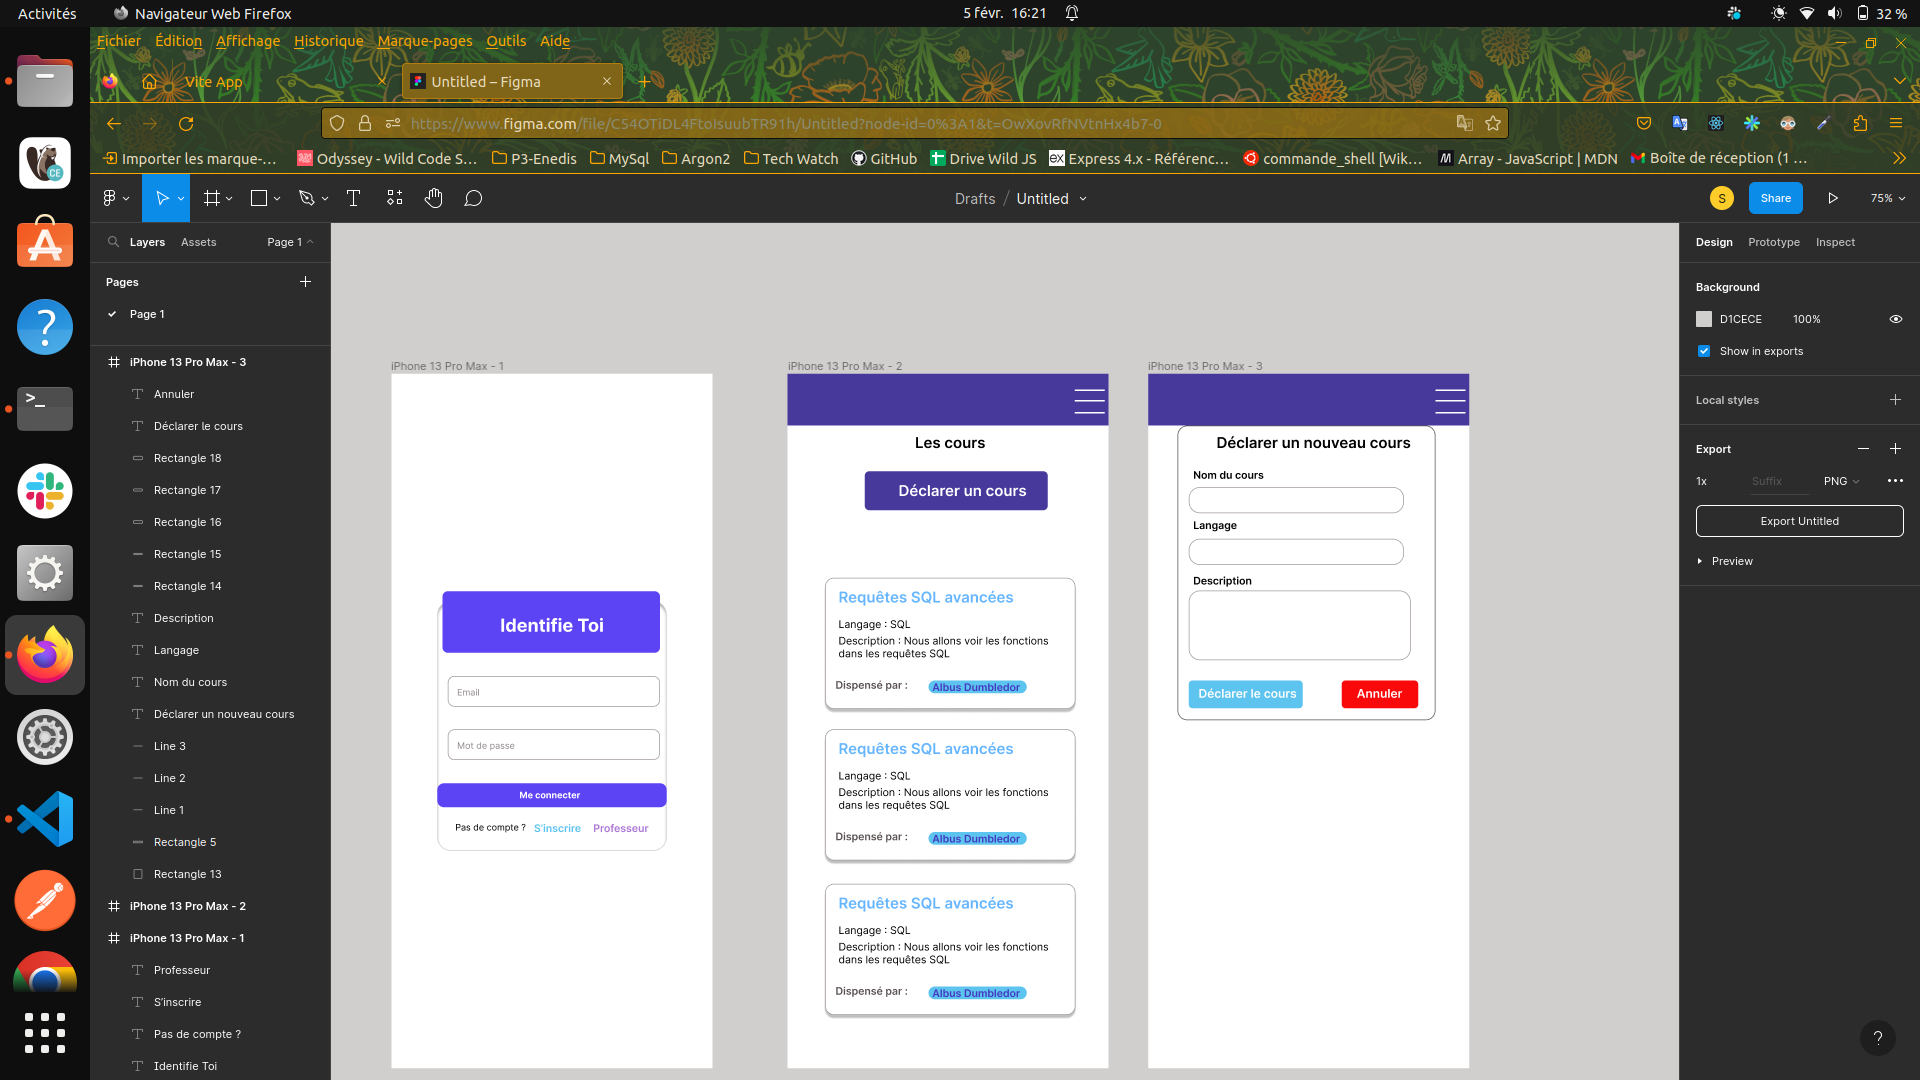 Activités
Navigateur Web Firefox
5 févr.  16:21
32 %
Fichier Édition Affichage Historique Marque-pages Outils Aide
Vite App
Untitled – Figma
https://www.figma.com/file/C54OTiDL4FtoIsuubTR91h/Untitled?node-id=0%3A1&t=OwXovRfNVtnHx4b7-0
Importer les marque-…
Odyssey - Wild Code S…
P3-Enedis
MySql
Argon2
Tech Watch
GitHub
Drive Wild JS
ex Express 4.x - Référenc…
commande_shell [Wik…
Array - JavaScript | MDN
Boîte de réception (1 …
Drafts / Untitled
S
Share
75%
Layers
Assets
Page 1
Pages
Page 1
iPhone 13 Pro Max - 3
Annuler
Déclarer le cours
Rectangle 18
Rectangle 17
Rectangle 16
Rectangle 15
Rectangle 14
Description
Langage
Nom du cours
Déclarer un nouveau cours
Line 3
Line 2
Line 1
Rectangle 5
Rectangle 13
iPhone 13 Pro Max - 2
iPhone 13 Pro Max - 1
Professeur
S'inscrire
Pas de compte ?
Identifie Toi
iPhone 13 Pro Max - 1
Identifie Toi
Email
Mot de passe
Me connecter
Pas de compte ? S'inscrire Professeur
iPhone 13 Pro Max - 2
Les cours
Déclarer un cours
Requêtes SQL avancées
Langage : SQL
Description : Nous allons voir les fonctions
dans les requêtes SQL
Dispensé par : Albus Dumbledor
Requêtes SQL avancées
Langage : SQL
Description : Nous allons voir les fonctions
dans les requêtes SQL
Dispensé par : Albus Dumbledor
Requêtes SQL avancées
Langage : SQL
Description : Nous allons voir les fonctions
dans les requêtes SQL
Dispensé par : Albus Dumbledor
iPhone 13 Pro Max - 3
Déclarer un nouveau cours
Nom du cours
Langage
Description
Déclarer le cours
Annuler
Design
Prototype
Inspect
Background
D1CECE 100%
Show in exports
Local styles
Export
1x Suffix PNG
Export Untitled
Preview
?